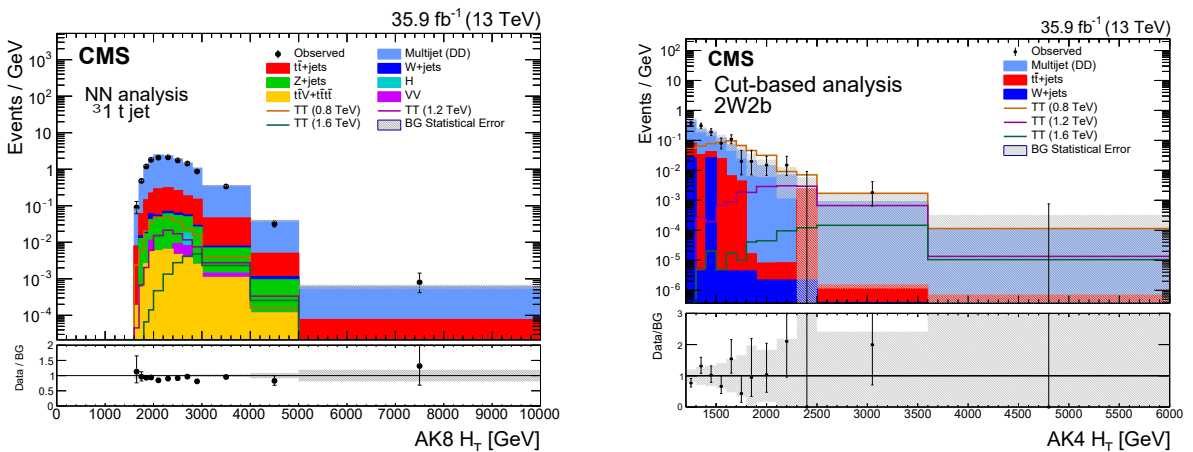 35.9 fb⁻¹ (13 TeV)
CMS
NN analysis
³1 t jet
Observed
Multijet (DD)
tt̄+jets
W+jets
Z+jets
H
tt̄V+tt̄tt̄
VV
TT (0.8 TeV)
TT (1.2 TeV)
TT (1.6 TeV)
BG Statistical Error
Events / GeV
10³
10²
10
1
10⁻¹
10⁻²
10⁻³
10⁻⁴
Data / BG
2
1.5
1
0.5
0
0 1000 2000 3000 4000 5000 6000 7000 8000 9000 10000
AK8 H_T [GeV]
35.9 fb⁻¹ (13 TeV)
CMS
Cut-based analysis
2W2b
Observed
Multijet (DD)
tt̄+jets
W+jets
TT (0.8 TeV)
TT (1.2 TeV)
TT (1.6 TeV)
BG Statistical Error
Events / GeV
10²
10
1
10⁻¹
10⁻²
10⁻³
10⁻⁴
10⁻⁵
10⁻⁶
Data/BG
3
2
1
0
1500 2000 2500 3000 3500 4000 4500 5000 5500 6000
AK4 H_T [GeV]